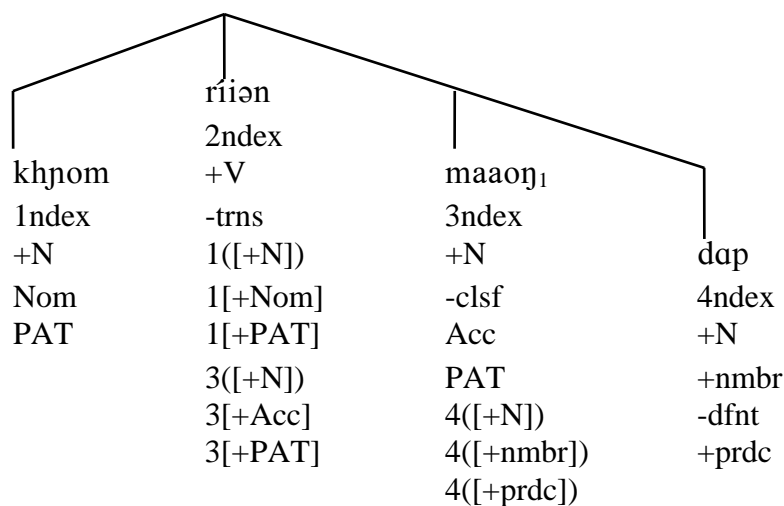 khɲom
1ndex
+N
Nom
PAT
ríiən
2ndex
+V
-trns
1([+N])
1[+Nom]
1[+PAT]
3([+N])
3[+Acc]
3[+PAT]
maaoŋ₁
3ndex
+N
-clsf
Acc
PAT
4([+N])
4([+nmbr])
4([+prdc])
dɑp
4ndex
+N
+nmbr
-dfnt
+prdc